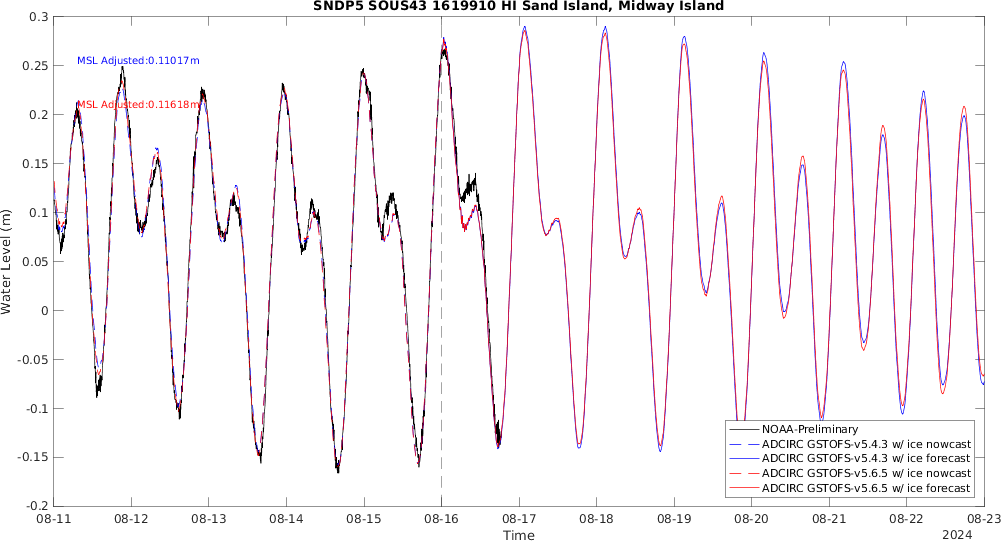 SNDP5 SOUS43 1619910 HI Sand Island, Midway Island
0.3
0.25
0.2
0.15
0.1
0.05
0
-0.05
-0.1
-0.15
-0.2
Water Level (m)
MSL Adjusted:0.11017m
MSL Adjusted:0.11618m
NOAA-Preliminary
ADCIRC GSTOFS-v5.4.3 w/ ice nowcast
ADCIRC GSTOFS-v5.4.3 w/ ice forecast
ADCIRC GSTOFS-v5.6.5 w/ ice nowcast
ADCIRC GSTOFS-v5.6.5 w/ ice forecast
08-11 08-12 08-13 08-14 08-15 08-16 08-17 08-18 08-19 08-20 08-21 08-22 08-23
Time
2024